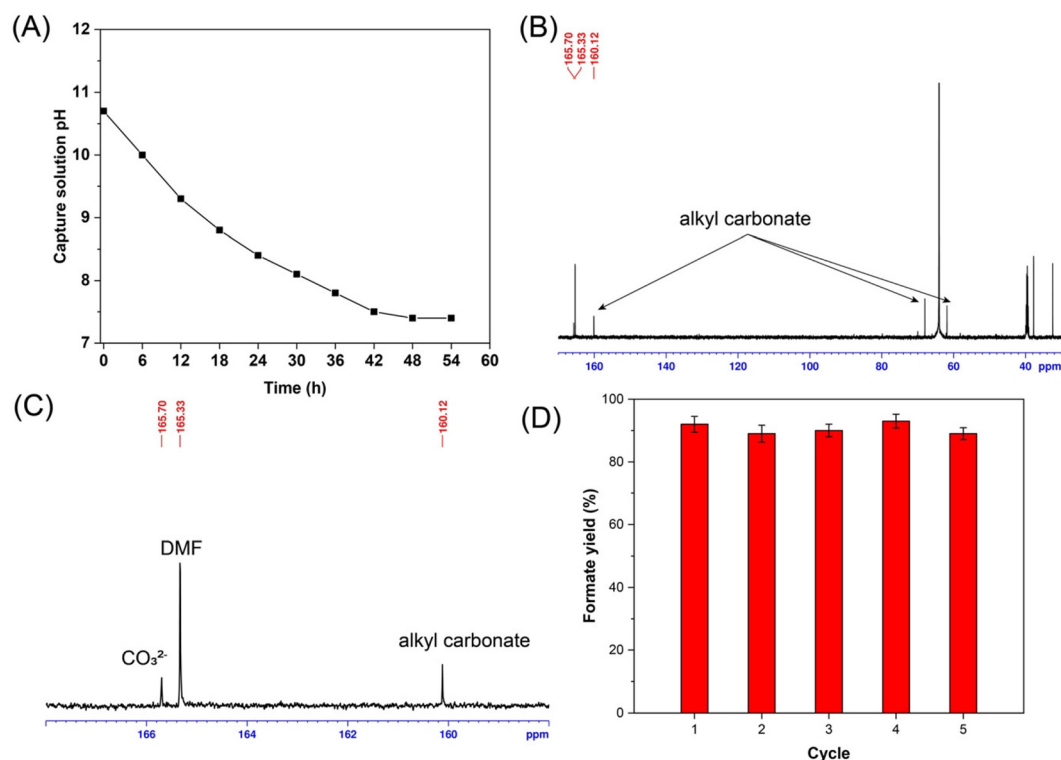 (A)
Capture solution pH
12
11
10
9
8
7
0 6 12 18 24 30 36 42 48 54 60
Time (h)
(B)
165.70
165.33
160.12
alkyl carbonate
160 140 120 100 80 60 40 ppm
(C)
165.70
165.33
160.12
DMF
CO₃²⁻
alkyl carbonate
166 164 162 160 ppm
(D)
Formate yield (%)
100
80
60
40
20
0
1 2 3 4 5
Cycle